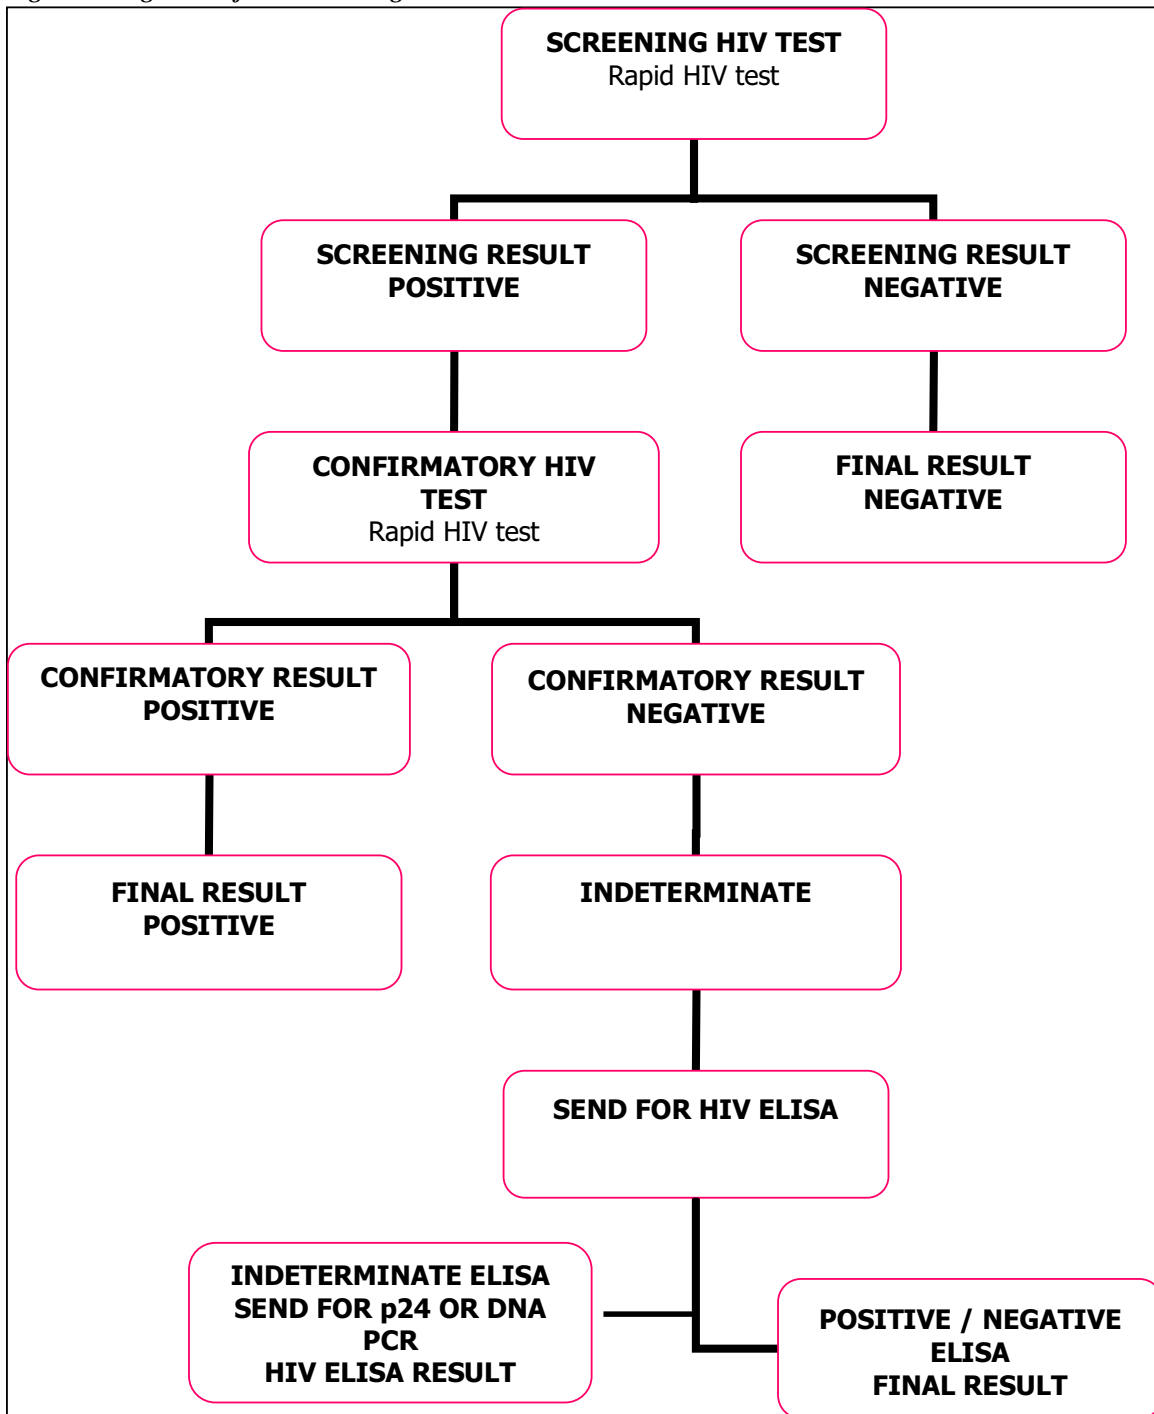 SCREENING HIV TEST
Rapid HIV test
SCREENING RESULT
POSITIVE
SCREENING RESULT
NEGATIVE
CONFIRMATORY HIV
TEST
Rapid HIV test
FINAL RESULT
NEGATIVE
CONFIRMATORY RESULT
POSITIVE
CONFIRMATORY RESULT
NEGATIVE
FINAL RESULT
POSITIVE
INDETERMINATE
SEND FOR HIV ELISA
INDETERMINATE ELISA
SEND FOR p24 OR DNA
PCR
HIV ELISA RESULT
POSITIVE / NEGATIVE
ELISA
FINAL RESULT